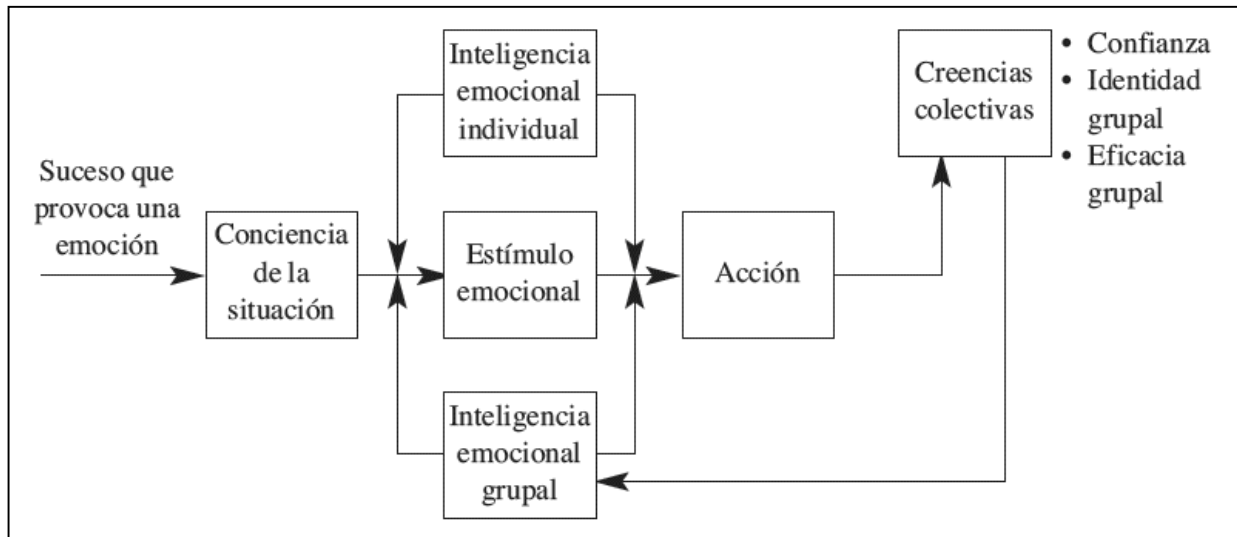 Suceso que
provoca una
emoción
Conciencia
de la
situación
Inteligencia
emocional
individual
Estímulo
emocional
Inteligencia
emocional
grupal
Acción
Creencias
colectivas
• Confianza
• Identidad
grupal
• Eficacia
grupal